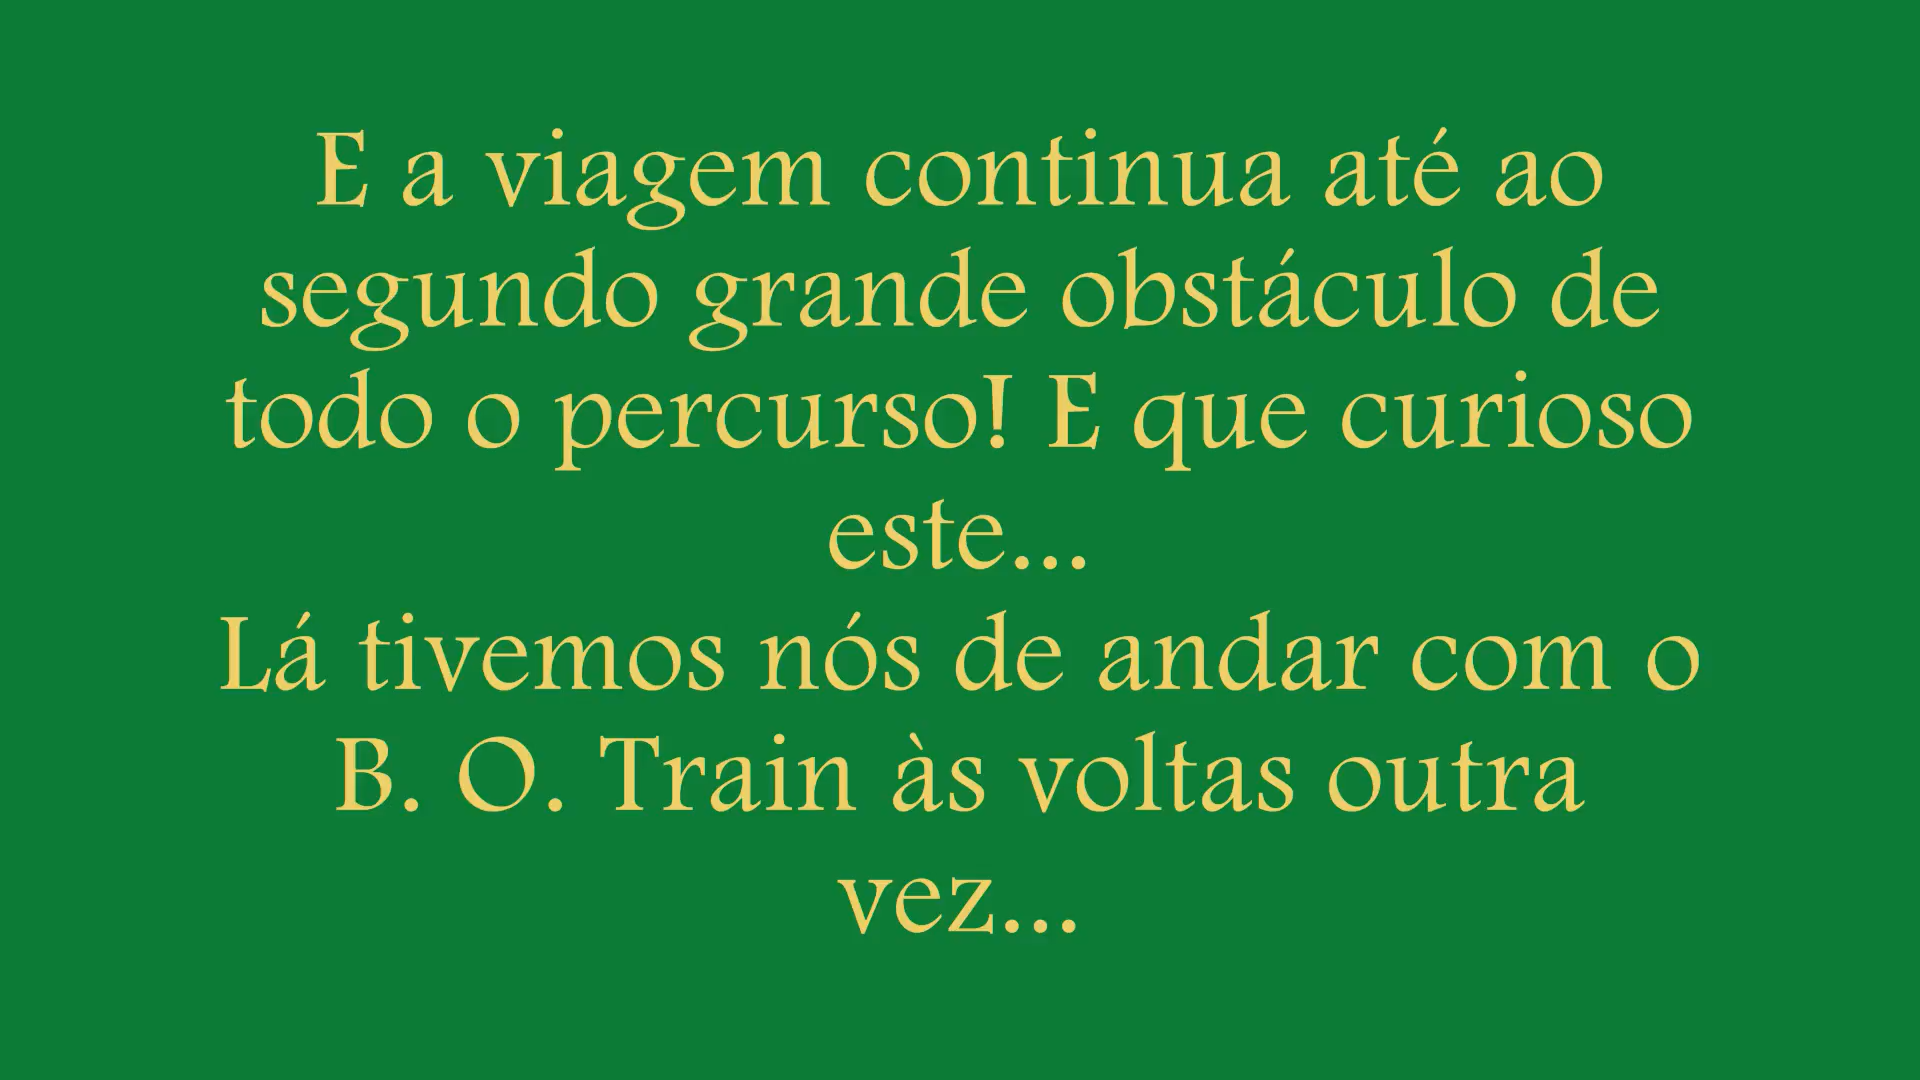 E a viagem continua até ao
segundo grande obstáculo de
todo o percurso! E que curioso
este...
Lá tivemos nós de andar com o
B. O. Train às voltas outra
vez...